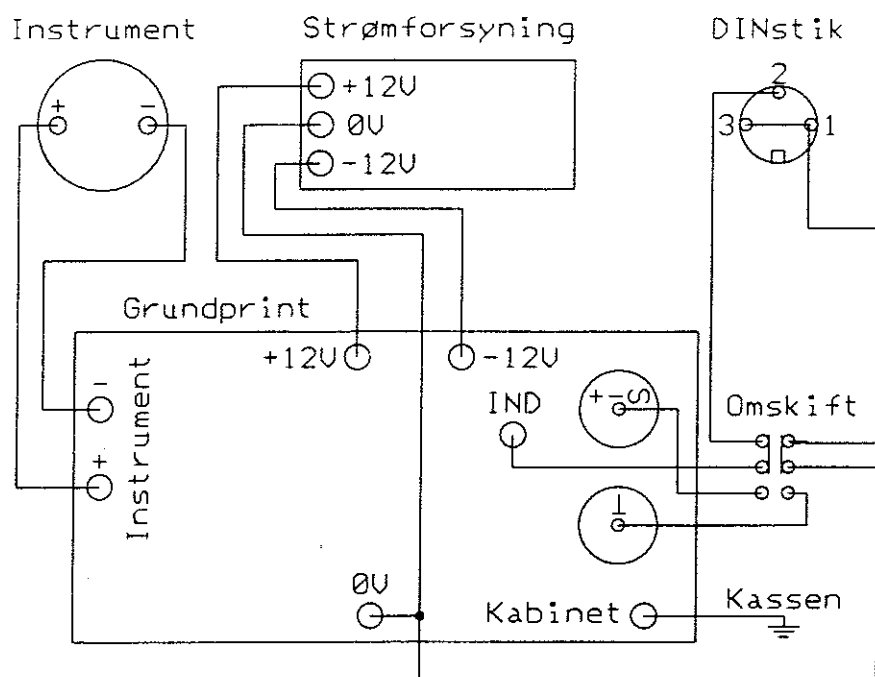 Instrument
Strømforsyning
DINstik
+
-
+12V
0V
-12V
2
3
1
Grundprint
+12V
-12V
-
+
Instrument
IND
+-S
Omskift
⊥
0V
Kabinet
Kassen